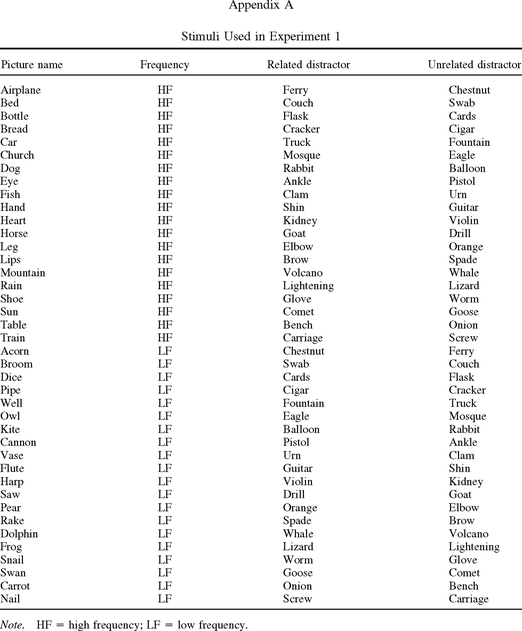 Appendix A
Stimuli Used in Experiment 1
Picture name Frequency Related distractor Unrelated distractor
Airplane HF Ferry Chestnut
Bed HF Couch Swab
Bottle HF Flask Cards
Bread HF Cracker Cigar
Car HF Truck Fountain
Church HF Mosque Eagle
Dog HF Rabbit Balloon
Eye HF Ankle Pistol
Fish HF Clam Urn
Hand HF Shin Guitar
Heart HF Kidney Violin
Horse HF Goat Drill
Leg HF Elbow Orange
Lips HF Brow Spade
Mountain HF Volcano Whale
Rain HF Lightening Lizard
Shoe HF Glove Worm
Sun HF Comet Goose
Table HF Bench Onion
Train HF Carriage Screw
Acorn LF Chestnut Ferry
Broom LF Swab Couch
Dice LF Cards Flask
Pipe LF Cigar Cracker
Well LF Fountain Truck
Owl LF Eagle Mosque
Kite LF Balloon Rabbit
Cannon LF Pistol Ankle
Vase LF Urn Clam
Flute LF Guitar Shin
Harp LF Violin Kidney
Saw LF Drill Goat
Pear LF Orange Elbow
Rake LF Spade Brow
Dolphin LF Whale Volcano
Frog LF Lizard Lightening
Snail LF Worm Glove
Swan LF Goose Comet
Carrot LF Onion Bench
Nail LF Screw Carriage
Note. HF = high frequency; LF = low frequency.